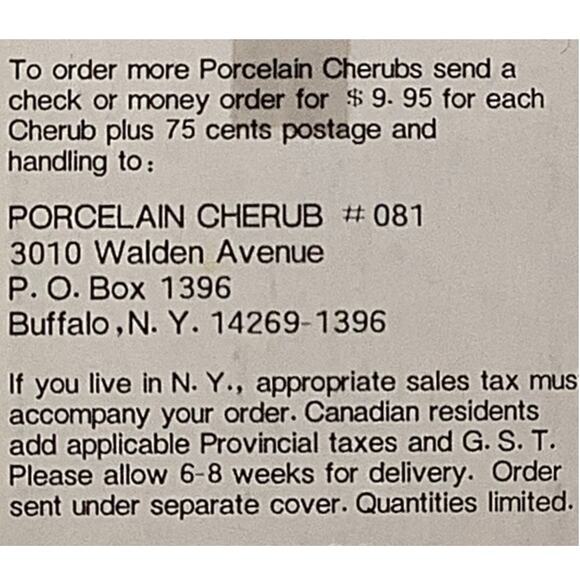 To order more Porcelain Cherubs send a
check or money order for $ 9. 95 for each
Cherub plus 75 cents postage and
handling to:
PORCELAIN CHERUB # 081
3010 Walden Avenue
P. O. Box 1396
Buffalo, N. Y. 14269-1396
If you live in N. Y., appropriate sales tax mus
accompany your order. Canadian residents
add applicable Provincial taxes and G. S. T.
Please allow 6-8 weeks for delivery. Order
sent under separate cover. Quantities limited.